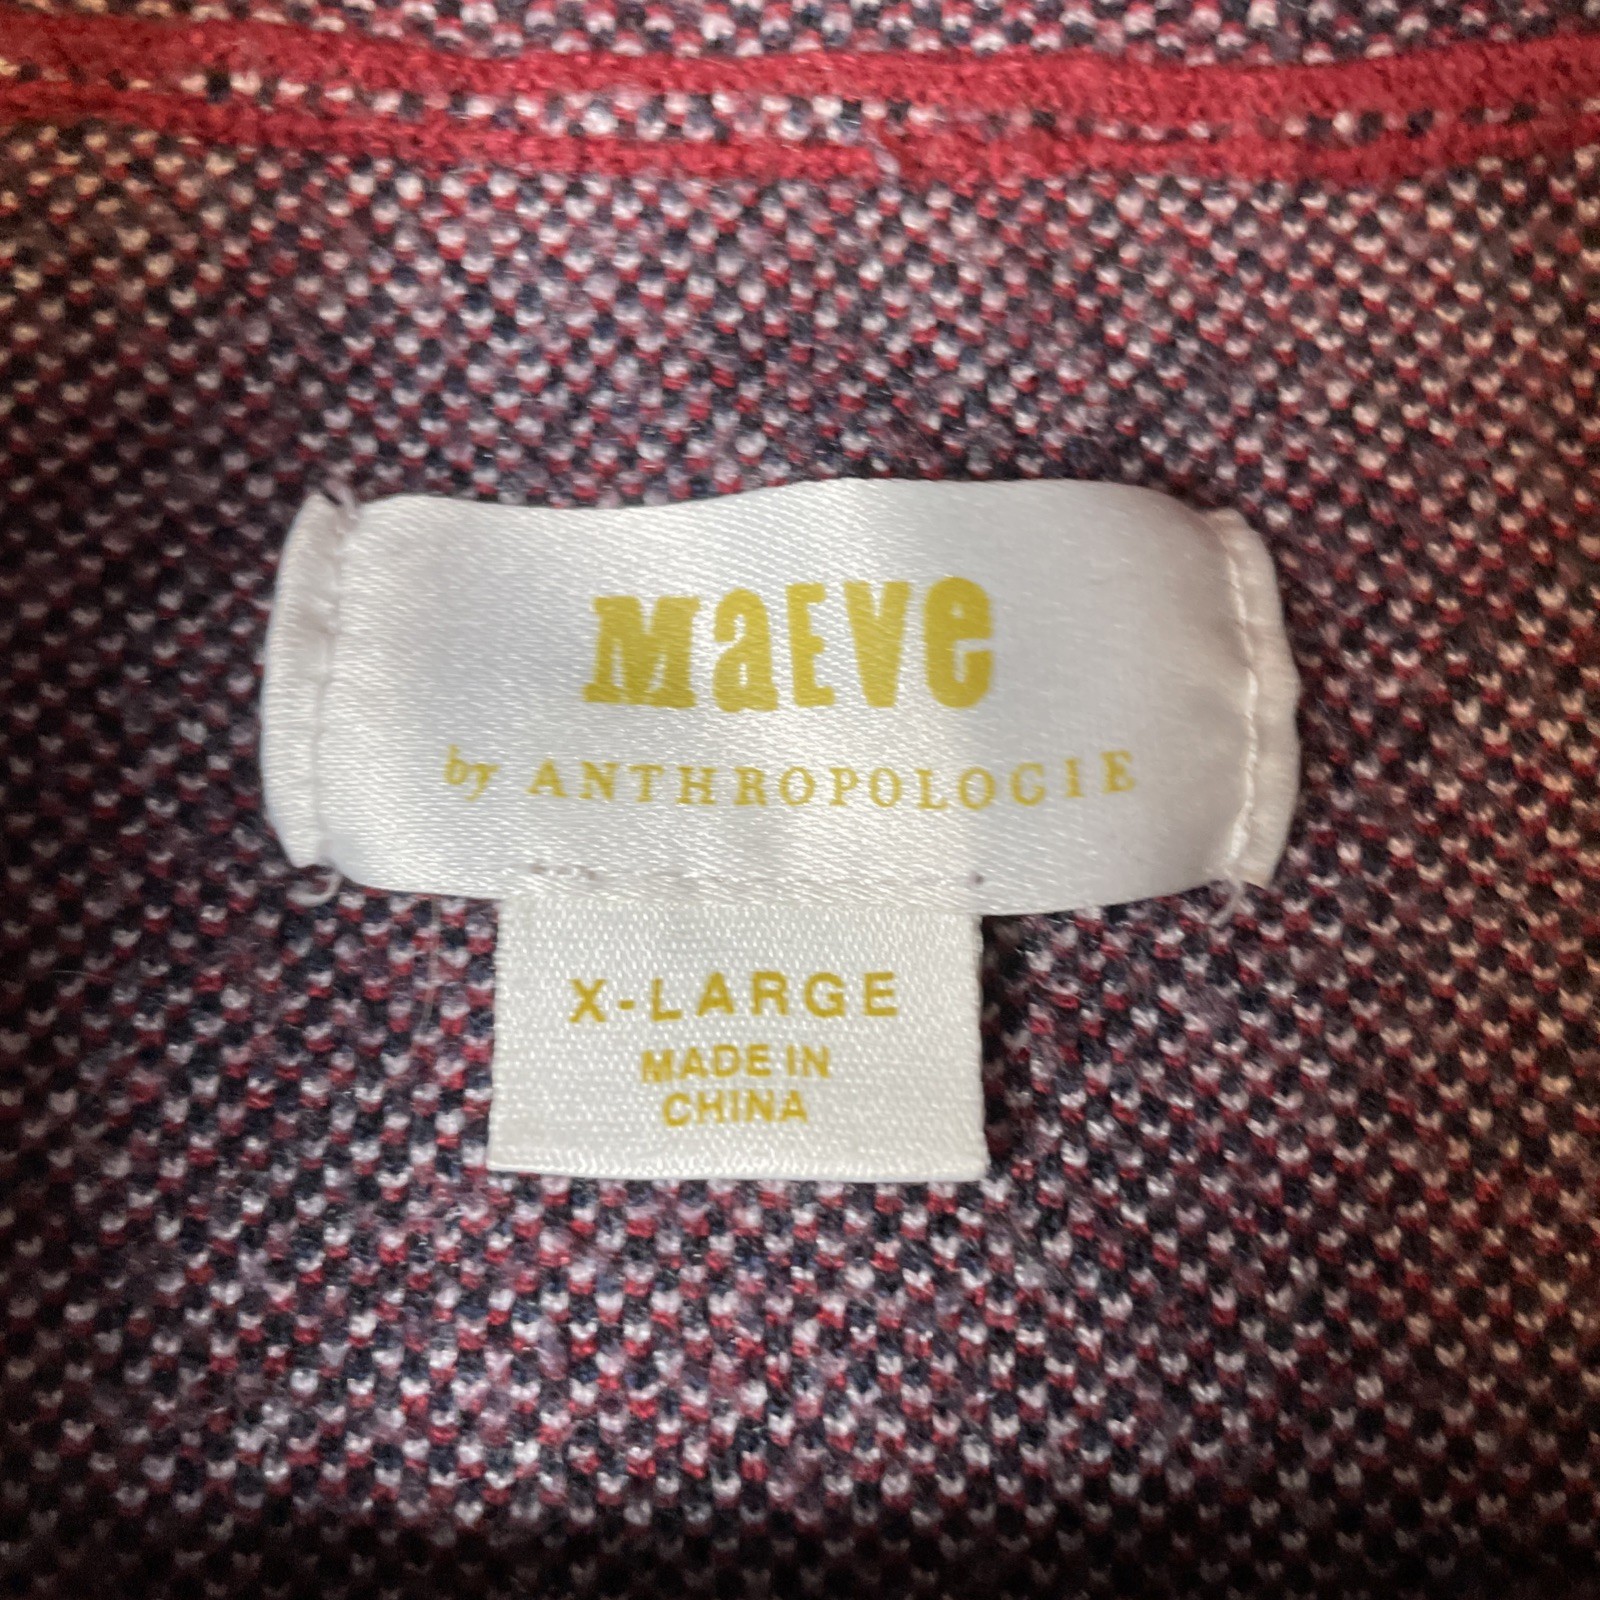 MaEVe
by ANTHROPOLOGIE
X-LARGE
MADE IN
CHINA